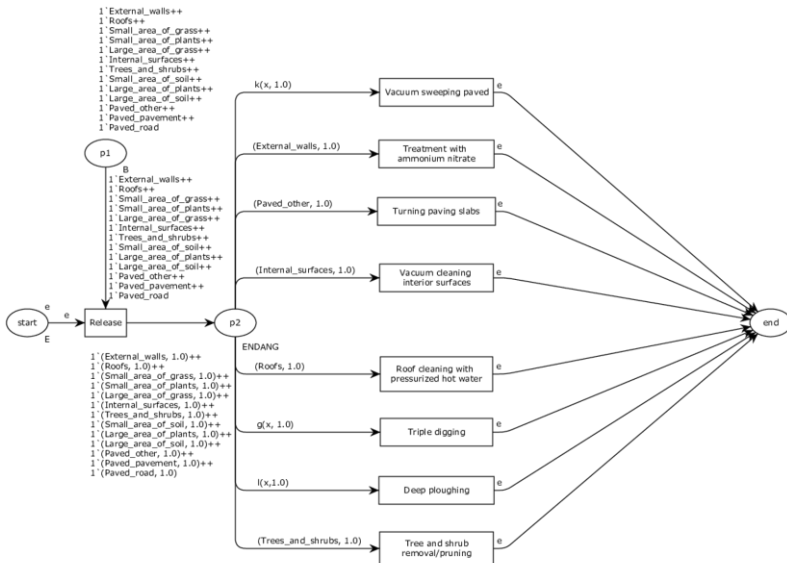 1`External_walls++
1`Roofs++
1`Small_area_of_grass++
1`Small_area_of_plants++
1`Large_area_of_grass++
1`Internal_surfaces++
1`Trees_and_shrubs++
1`Small_area_of_soil++
1`Large_area_of_plants++
1`Large_area_of_soil++
1`Paved_other++
1`Paved_pavement++
1`Paved_road
p1
B
1`External_walls++
1`Roofs++
1`Small_area_of_grass++
1`Small_area_of_plants++
1`Large_area_of_grass++
1`Internal_surfaces++
1`Trees_and_shrubs++
1`Small_area_of_soil++
1`Large_area_of_plants++
1`Large_area_of_soil++
1`Paved_other++
1`Paved_pavement++
1`Paved_road
e
start
e
E
Release
p2
ENDANG
1`(External_walls, 1.0)++
1`(Roofs, 1.0)++
1`(Small_area_of_grass, 1.0)++
1`(Small_area_of_plants, 1.0)++
1`(Large_area_of_grass, 1.0)++
1`(Internal_surfaces, 1.0)++
1`(Trees_and_shrubs, 1.0)++
1`(Small_area_of_soil, 1.0)++
1`(Large_area_of_plants, 1.0)++
1`(Large_area_of_soil, 1.0)++
1`(Paved_other, 1.0)++
1`(Paved_pavement, 1.0)++
1`(Paved_road, 1.0)
k(x, 1.0)
Vacuum sweeping paved
e
(External_walls, 1.0)
Treatment with
ammonium nitrate
e
(Paved_other, 1.0)
Turning paving slabs
e
(Internal_surfaces, 1.0)
Vacuum cleaning
interior surfaces
e
(Roofs, 1.0)
Roof cleaning with
pressurized hot water
e
g(x, 1.0)
Triple digging
e
l(x,1.0)
Deep ploughing
e
(Trees_and_shrubs, 1.0)
Tree and shrub
removal/pruning
e
end